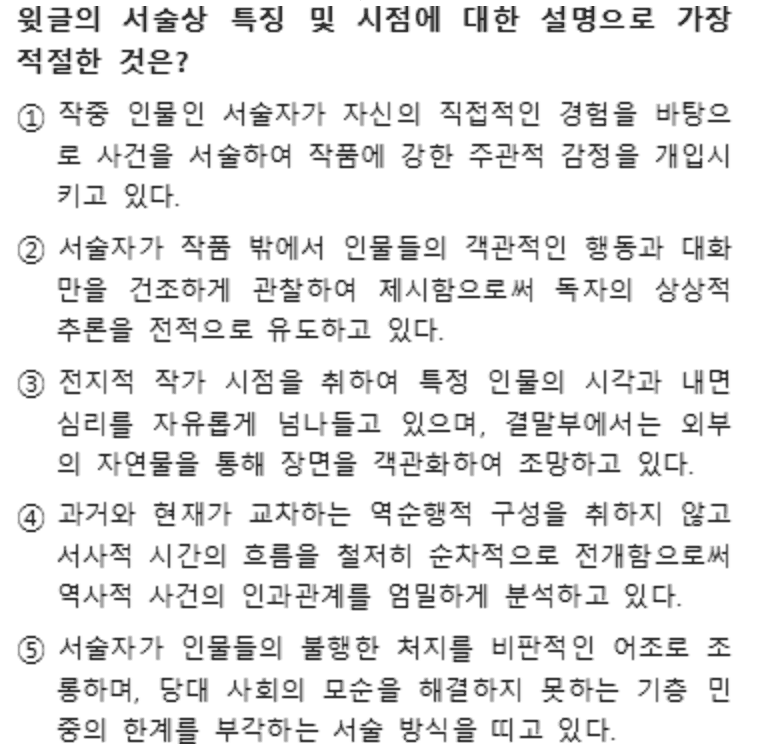 윗글의 서술상 특징 및 시점에 대한 설명으로 가장
적절한 것은?
① 작중 인물인 서술자가 자신의 직접적인 경험을 바탕으
로 사건을 서술하여 작품에 강한 주관적 감정을 개입시
키고 있다.
② 서술자가 작품 밖에서 인물들의 객관적인 행동과 대화
만을 건조하게 관찰하여 제시함으로써 독자의 상상적
추론을 전적으로 유도하고 있다.
③ 전지적 작가 시점을 취하여 특정 인물의 시각과 내면
심리를 자유롭게 넘나들고 있으며, 결말부에서는 외부
의 자연물을 통해 장면을 객관화하여 조망하고 있다.
④ 과거와 현재가 교차하는 역순행적 구성을 취하지 않고
서사적 시간의 흐름을 철저히 순차적으로 전개함으로써
역사적 사건의 인과관계를 엄밀하게 분석하고 있다.
⑤ 서술자가 인물들의 불행한 처지를 비판적인 어조로 조
롱하며, 당대 사회의 모순을 해결하지 못하는 기층 민
중의 한계를 부각하는 서술 방식을 띠고 있다.